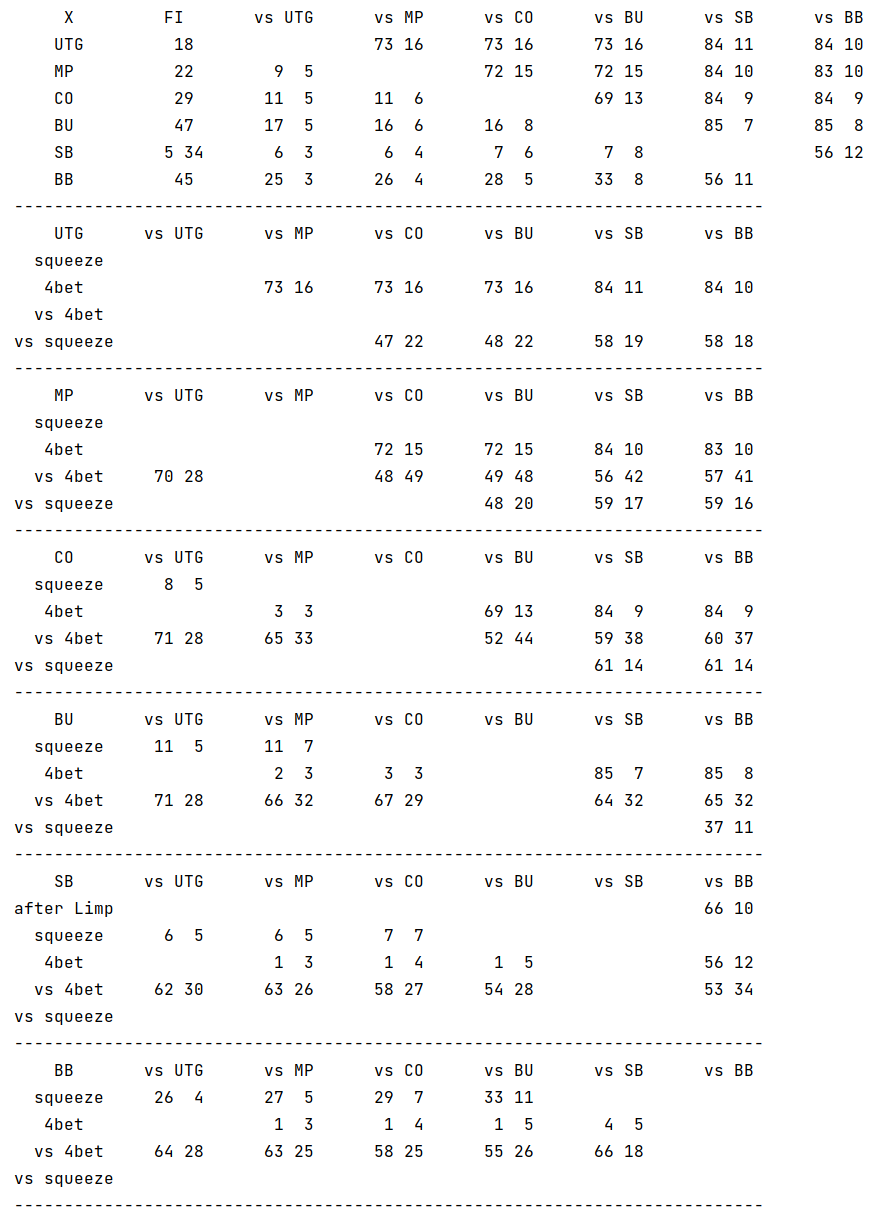 X FI vs UTG vs MP vs CO vs BU vs SB vs BB
UTG 18 73 16 73 16 73 16 84 11 84 10
MP 22 9 5 72 15 72 15 84 10 83 10
CO 29 11 5 11 6 69 13 84 9 84 9
BU 47 17 5 16 6 16 8 85 7 85 8
SB 5 34 6 3 6 4 7 6 7 8 56 12
BB 45 25 3 26 4 28 5 33 8 56 11
---------------------------------------------------------------------------
UTG vs UTG vs MP vs CO vs BU vs SB vs BB
squeeze
4bet 73 16 73 16 73 16 84 11 84 10
vs 4bet
vs squeeze 47 22 48 22 58 19 58 18
---------------------------------------------------------------------------
MP vs UTG vs MP vs CO vs BU vs SB vs BB
squeeze
4bet 72 15 72 15 84 10 83 10
vs 4bet 70 28 48 49 49 48 56 42 57 41
vs squeeze 48 20 59 17 59 16
---------------------------------------------------------------------------
CO vs UTG vs MP vs CO vs BU vs SB vs BB
squeeze 8 5
4bet 3 3 69 13 84 9 84 9
vs 4bet 71 28 65 33 52 44 59 38 60 37
vs squeeze 61 14 61 14
---------------------------------------------------------------------------
BU vs UTG vs MP vs CO vs BU vs SB vs BB
squeeze 11 5 11 7
4bet 2 3 3 3 85 7 85 8
vs 4bet 71 28 66 32 67 29 64 32 65 32
vs squeeze 37 11
---------------------------------------------------------------------------
SB vs UTG vs MP vs CO vs BU vs SB vs BB
after Limp 66 10
squeeze 6 5 6 5 7 7
4bet 1 3 1 4 1 5 56 12
vs 4bet 62 30 63 26 58 27 54 28 53 34
vs squeeze
---------------------------------------------------------------------------
BB vs UTG vs MP vs CO vs BU vs SB vs BB
squeeze 26 4 27 5 29 7 33 11
4bet 1 3 1 4 1 5 4 5
vs 4bet 64 28 63 25 58 25 55 26 66 18
vs squeeze
---------------------------------------------------------------------------